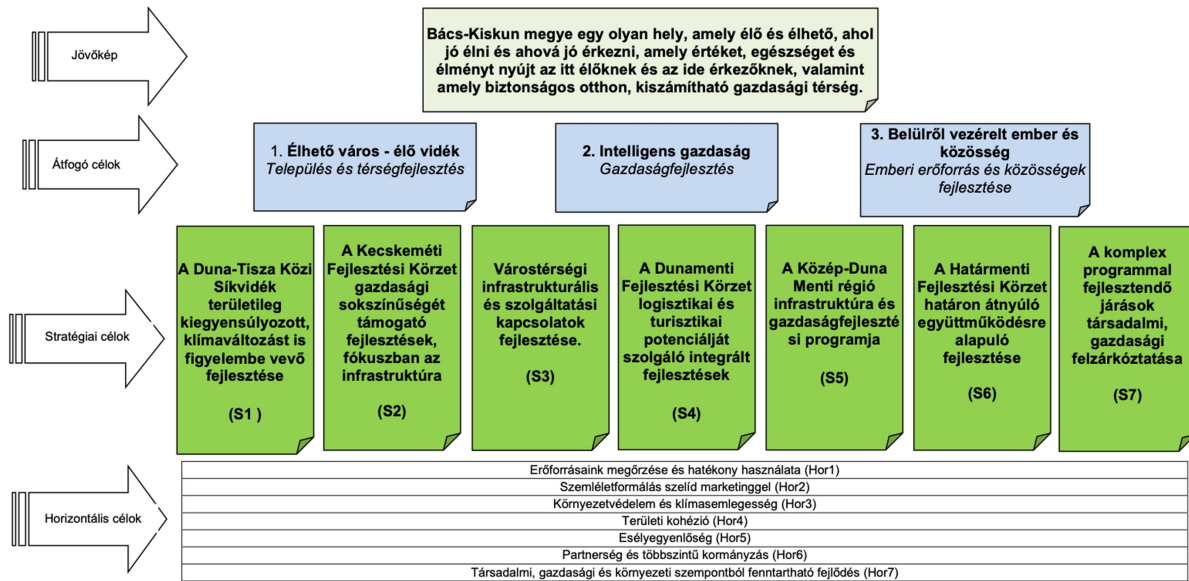 Jövőkép
Bács-Kiskun megye egy olyan hely, amely élő és élhető, ahol
jó élni és ahová jó érkezni, amely értéket, egészséget és
élményt nyújt az itt élőknek és az ide érkezőknek, valamint
amely biztonságos otthon, kiszámítható gazdasági térség.
Átfogó célok
1. Élhető város - élő vidék
Település és térségfejlesztés
2. Intelligens gazdaság
Gazdaságfejlesztés
3. Belülről vezérelt ember és
közösség
Emberi erőforrás és közösségek
fejlesztése
Stratégiai célok
A Duna-Tisza Közi
Síkvidék
területileg
kiegyensúlyozott,
klímaváltozást is
figyelembe vevő
fejlesztése
(S1 )
A Kecskeméti
Fejlesztési Körzet
gazdasági
sokszínűségét
támogató
fejlesztések,
fókuszban az
infrastruktúra
(S2)
Várostérségi
infrastrukturális
és szolgáltatási
kapcsolatok
fejlesztése.
(S3)
A Dunamenti
Fejlesztési Körzet
logisztikai és
turisztikai
potenciálját
szolgáló integrált
fejlesztések
(S4)
A Közép-Duna
Menti régió
infrastruktúra és
gazdaságfejleszté
si programja
(S5)
A Határmenti
Fejlesztési Körzet
határon átnyúló
együttműködésre
alapuló
fejlesztése
(S6)
A komplex
programmal
fejlesztendő
járások
társadalmi,
gazdasági
felzárkóztatása
(S7)
Horizontális célok
Erőforrásaink megőrzése és hatékony használata (Hor1)
Szemléletformálás szelíd marketinggel (Hor2)
Környezetvédelem és klímasemlegesség (Hor3)
Területi kohézió (Hor4)
Esélyegyenlőség (Hor5)
Partnerség és többszintű kormányzás (Hor6)
Társadalmi, gazdasági és környezeti szempontból fenntartható fejlődés (Hor7)